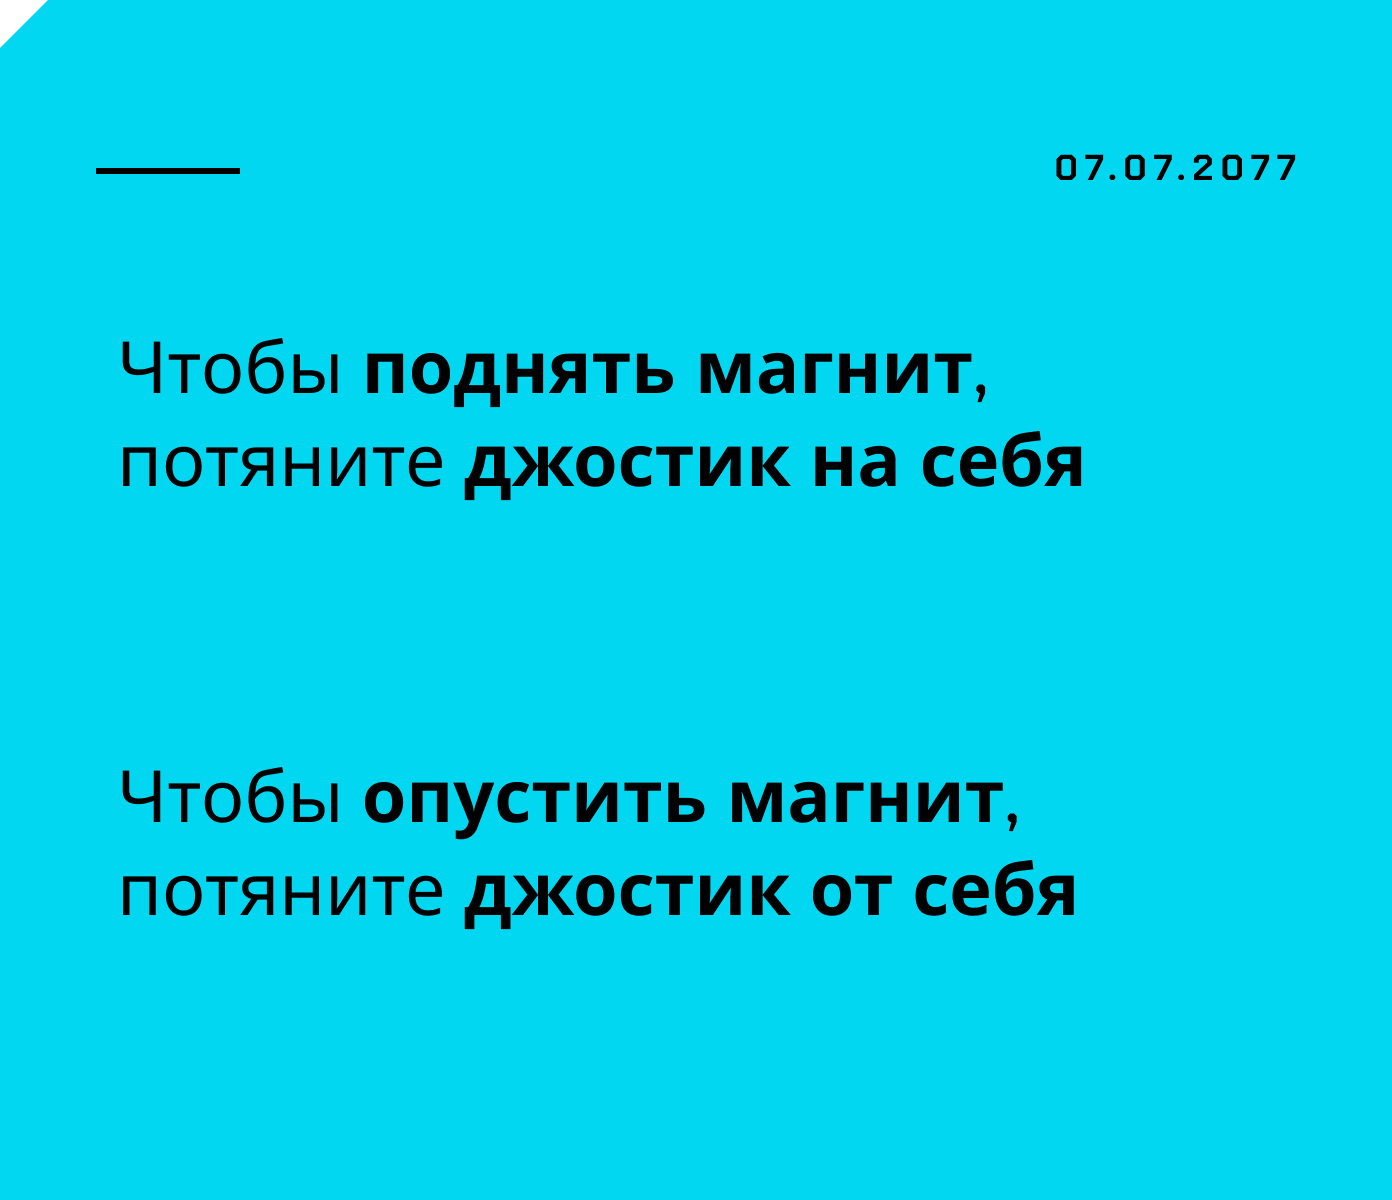 07.07.2077
Чтобы поднять магнит,
потяните джостик на себя
Чтобы опустить магнит,
потяните джостик от себя